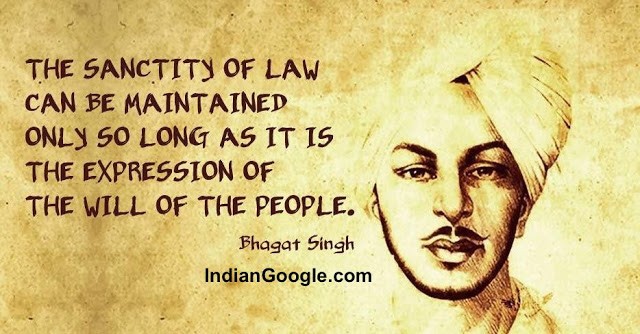 THE SANCTITY OF LAW
CAN BE MAINTAINED
ONLY SO LONG AS IT IS
THE EXPRESSION OF
THE WILL OF THE PEOPLE.
Bhagat Singh
IndianGoogle.com